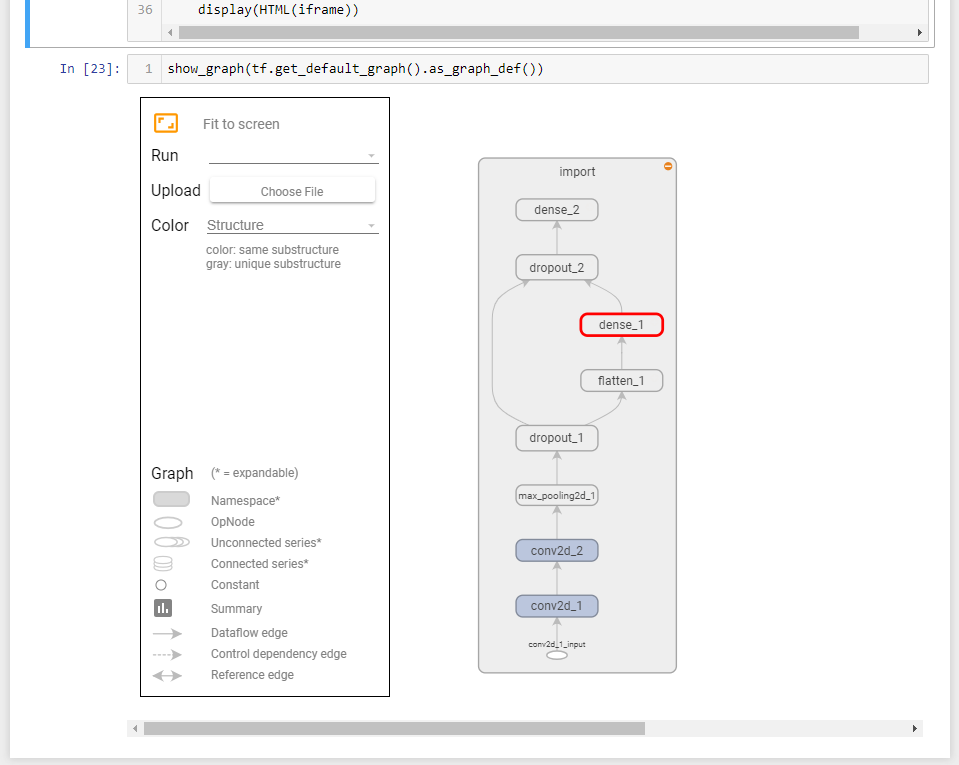 36 display(HTML(iframe))
In [23]: 1 show_graph(tf.get_default_graph().as_graph_def())
Fit to screen
Run
Upload Choose File
Color Structure
color: same substructure
gray: unique substructure
Graph (* = expandable)
Namespace*
OpNode
Unconnected series*
Connected series*
Constant
Summary
Dataflow edge
Control dependency edge
Reference edge
import
dense_2
dropout_2
dense_1
flatten_1
dropout_1
max_pooling2d_1
conv2d_2
conv2d_1
conv2d_1_input